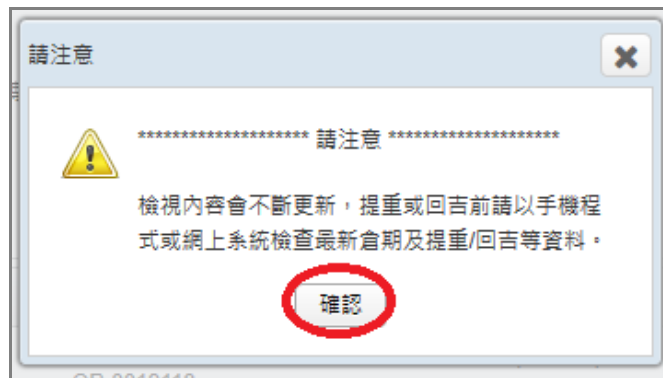 請注意
******************** 請注意 ********************
檢視內容會不斷更新，提重或回吉前請以手機程
式或網上系統檢查最新倉期及提重/回吉等資料。
確認